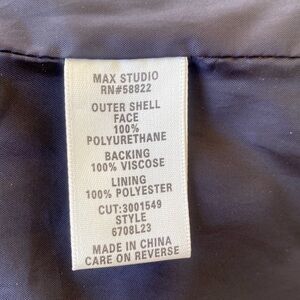 MAX STUDIO
RN#58822
OUTER SHELL
FACE
100%
POLYURETHANE
BACKING
100% VISCOSE
LINING
100% POLYESTER
CUT:3001549
STYLE
6708L23
MADE IN CHINA
CARE ON REVERSE